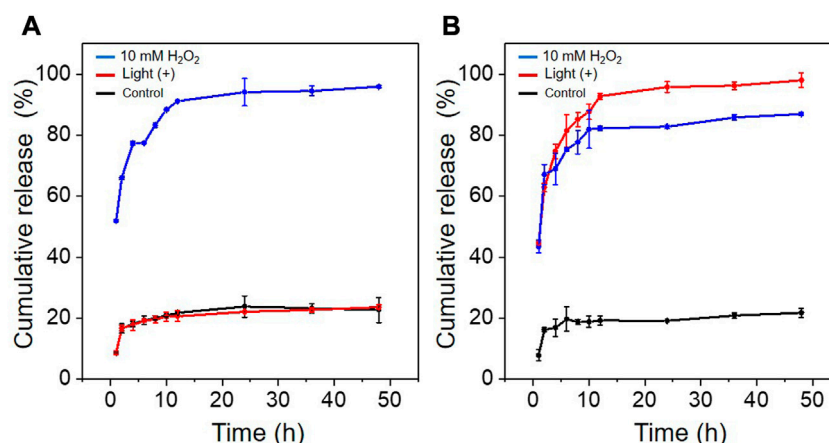 A
10 mM H₂O₂
Light (+)
Control
Cumulative release (%)
100
80
60
40
20
0
0 10 20 30 40 50
Time (h)
B
10 mM H₂O₂
Light (+)
Control
Cumulative release (%)
100
80
60
40
20
0
0 10 20 30 40 50
Time (h)